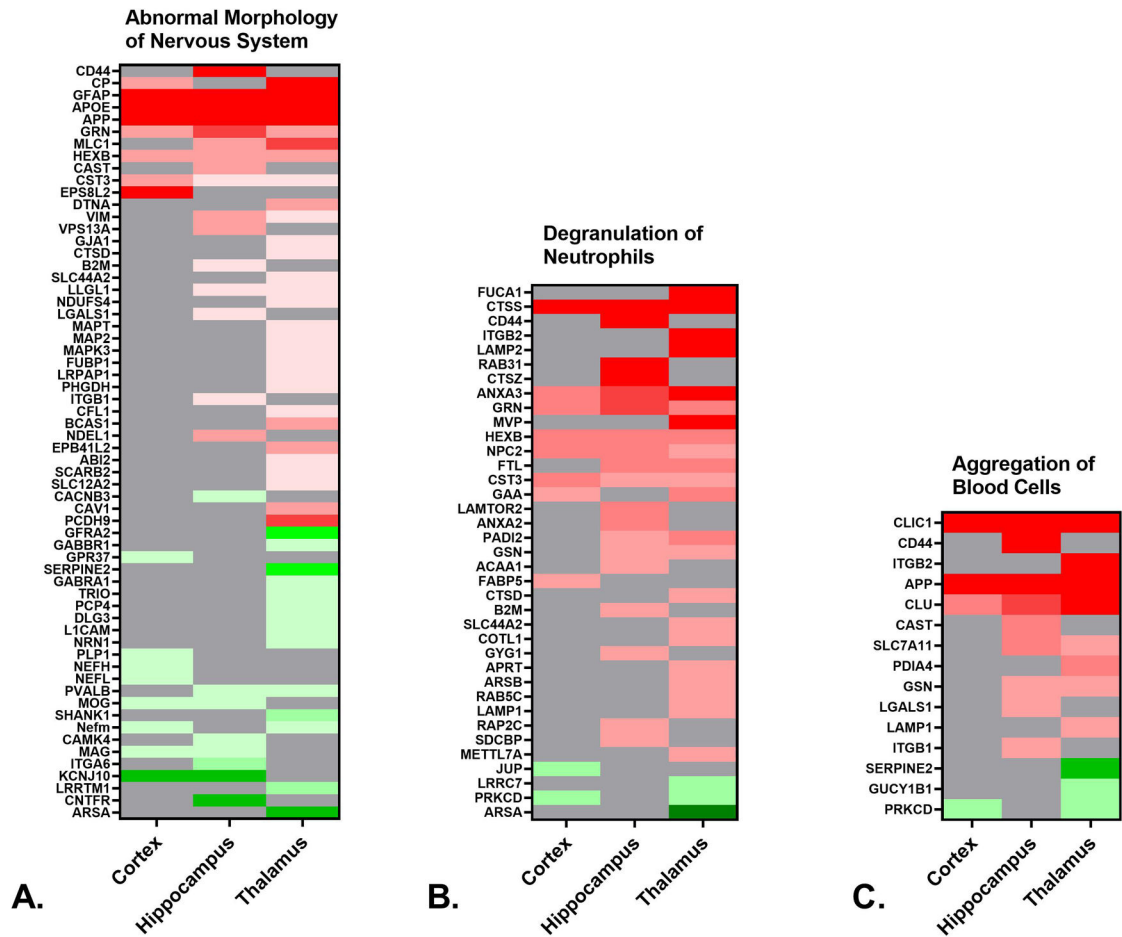 Abnormal Morphology
of Nervous System
CD44
CP
GFAP
APOE
APP
GRN
MLC1
HEXB
CAST
CST3
EPS8L2
DTNA
VIM
VPS13A
GJA1
CTSD
B2M
SLC44A2
LLGL1
NDUFS4
LGALS1
MAPT
MAP2
MAPK3
FUBP1
LRPAP1
PHGDH
ITGB1
CFL1
BCAS1
NDEL1
EPB41L2
ABI2
SCARB2
SLC12A2
CACNB3
CAV1
PCDH9
GFRA2
GABBR1
GPR37
SERPINE2
GABRA1
TRIO
PCP4
DLG3
L1CAM
NRN1
PLP1
NEFH
NEFL
PVALB
MOG
SHANK1
Nefm
CAMK4
MAG
ITGA6
KCNJ10
LRRTM1
CNTFR
ARSA
Cortex
Hippocampus
Thalamus
A.
Degranulation of
Neutrophils
FUCA1
CTSS
CD44
ITGB2
LAMP2
RAB31
CTSZ
ANXA3
GRN
MVP
HEXB
NPC2
FTL
CST3
GAA
LAMTOR2
ANXA2
PADI2
GSN
ACAA1
FABP5
CTSD
B2M
SLC44A2
COTL1
GYG1
APRT
ARSB
RAB5C
LAMP1
RAP2C
SDCBP
METTL7A
JUP
LRRC7
PRKCD
ARSA
Cortex
Hippocampus
Thalamus
B.
Aggregation of
Blood Cells
CLIC1
CD44
ITGB2
APP
CLU
CAST
SLC7A11
PDIA4
GSN
LGALS1
LAMP1
ITGB1
SERPINE2
GUCY1B1
PRKCD
Cortex
Hippocampus
Thalamus
C.